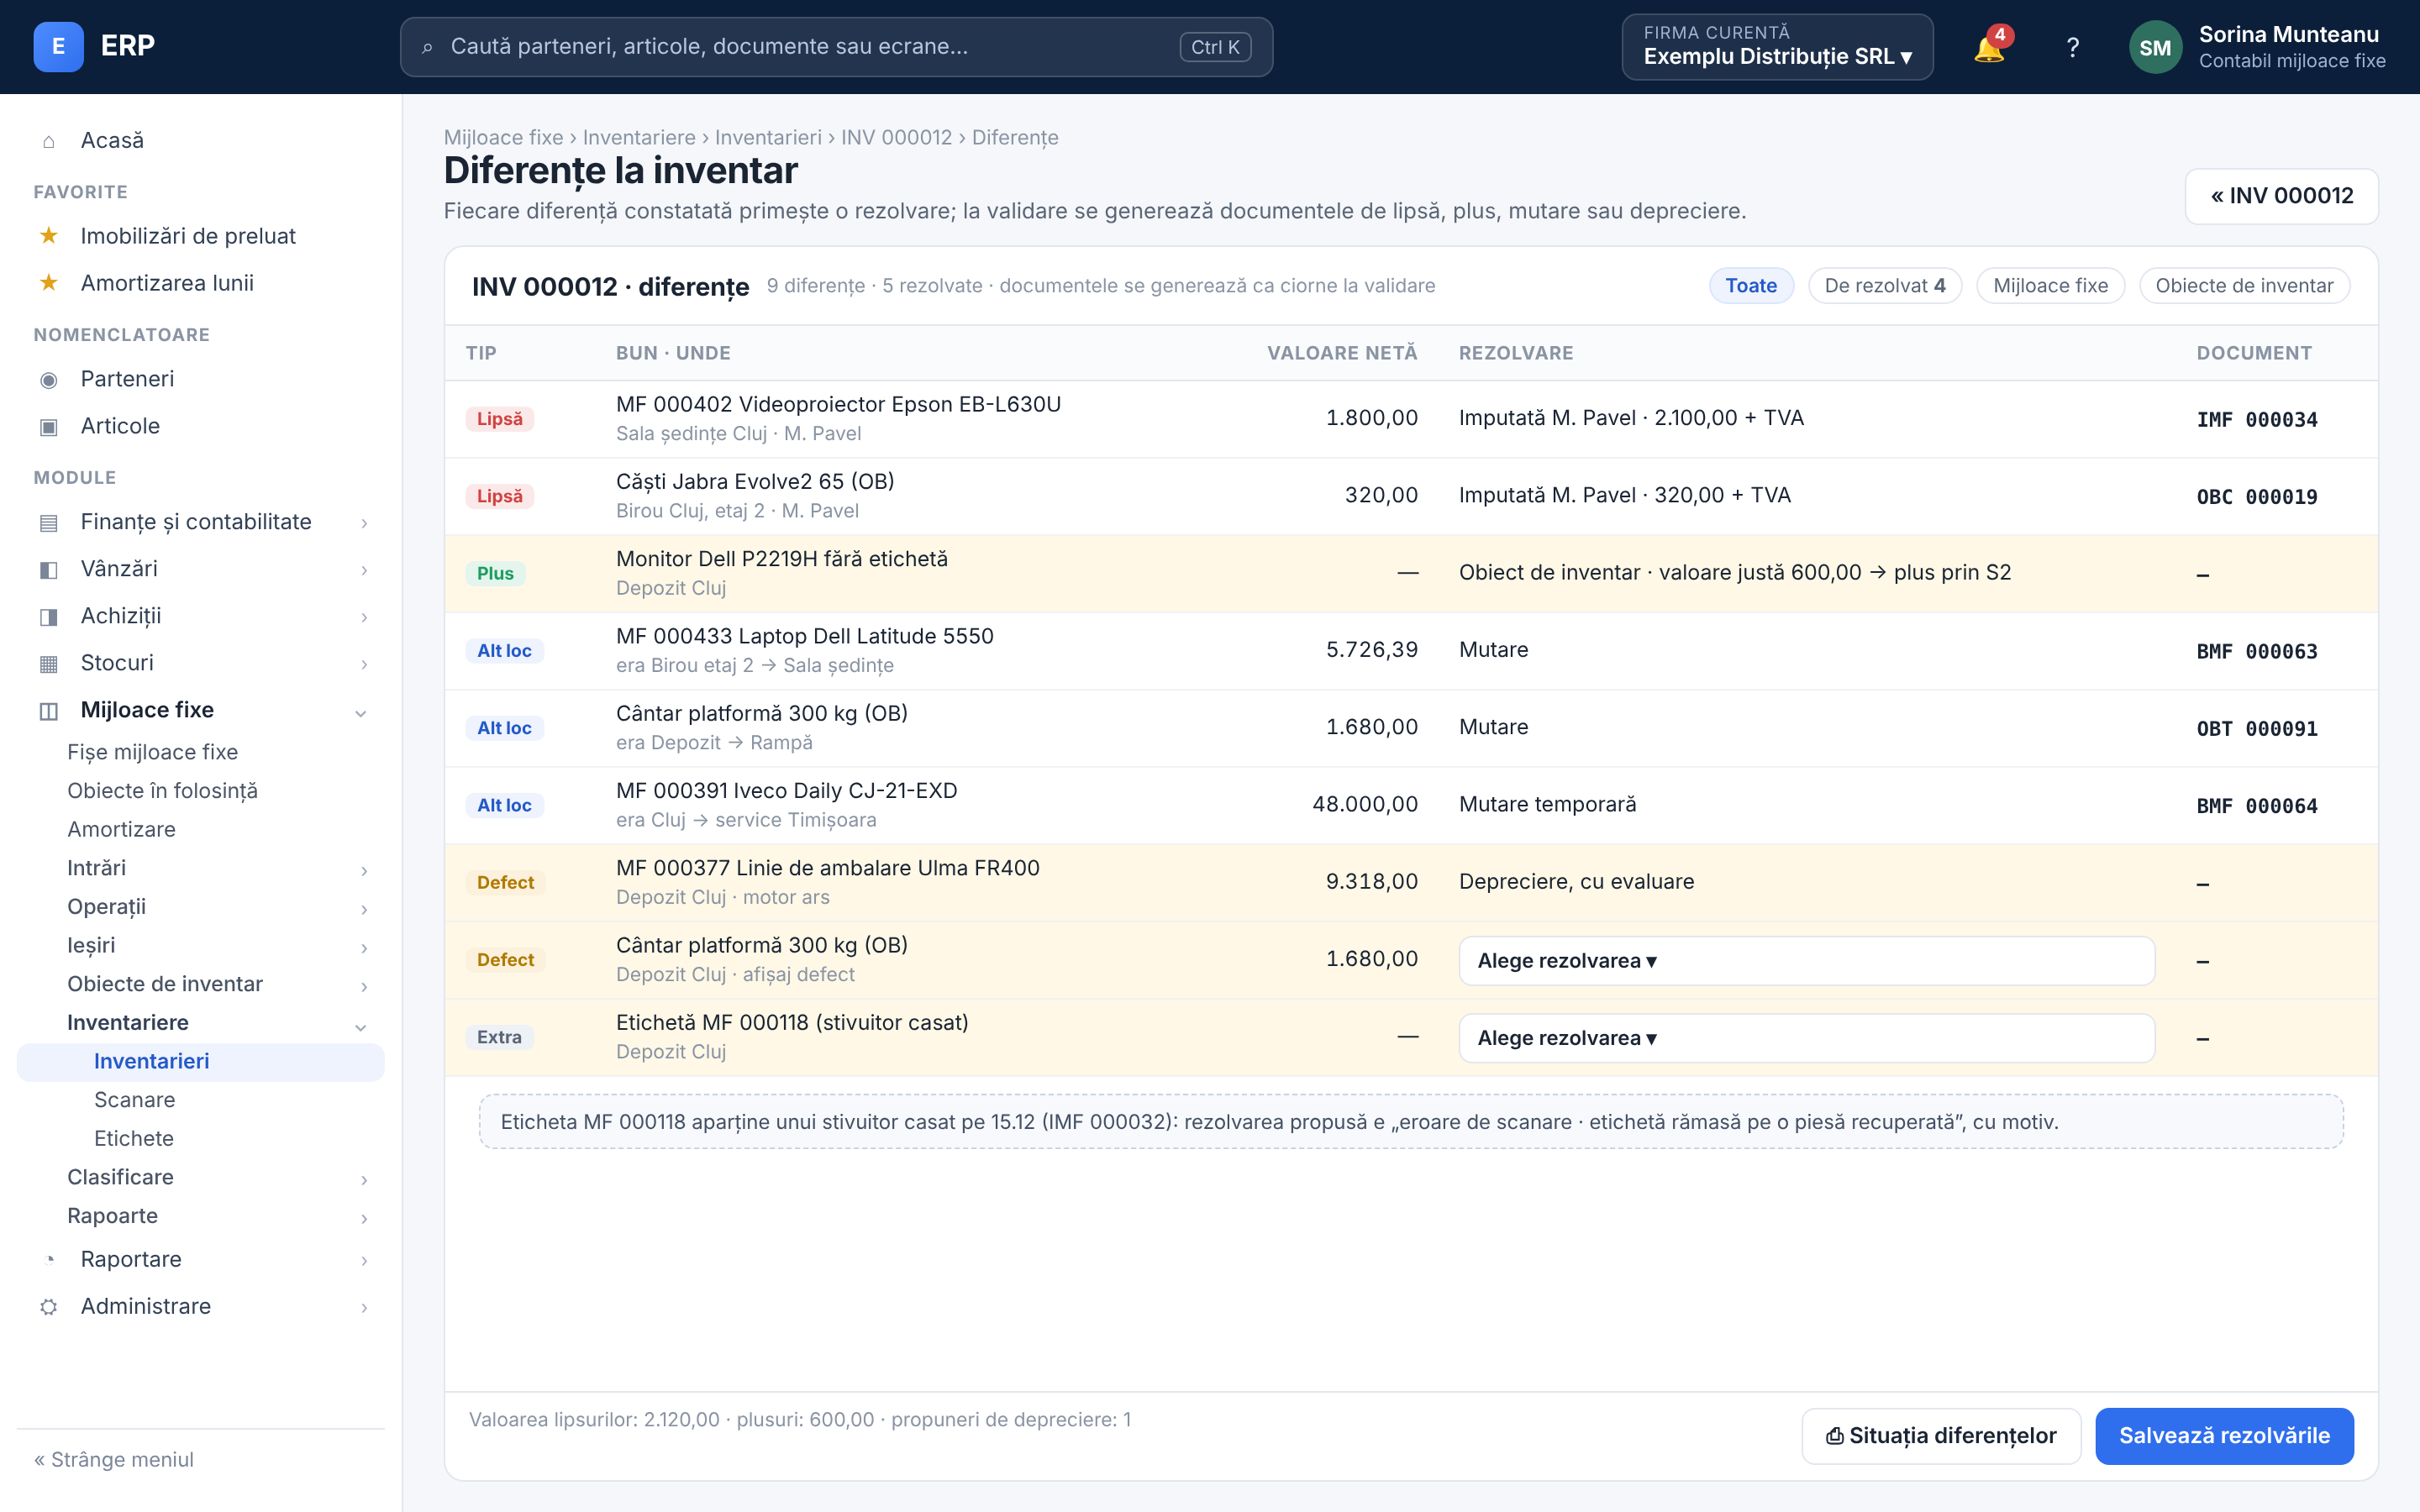 E ERP
Caută parteneri, articole, documente sau ecrane... Ctrl K
FIRMA CURENTĂ
Exemplu Distribuție SRL ▾
4
?
SM
Sorina Munteanu
Contabil mijloace fixe
Acasă
FAVORITE
★ Imobilizări de preluat
★ Amortizarea lunii
NOMENCLATOARE
Parteneri
Articole
MODULE
Finanțe și contabilitate ›
Vânzări ›
Achiziții ›
Stocuri ›
Mijloace fixe
Fișe mijloace fixe
Obiecte în folosință
Amortizare
Intrări ›
Operații ›
Ieșiri ›
Obiecte de inventar ›
Inventariere
Inventarieri
Scanare
Etichete
Clasificare ›
Rapoarte ›
Raportare ›
Administrare ›
« Strânge meniul
Mijloace fixe › Inventariere › Inventarieri › INV 000012 › Diferențe
Diferențe la inventar
Fiecare diferență constatată primește o rezolvare; la validare se generează documentele de lipsă, plus, mutare sau depreciere.
« INV 000012
INV 000012 · diferențe 9 diferențe · 5 rezolvate · documentele se generează ca ciorne la validare
Toate De rezolvat 4 Mijloace fixe Obiecte de inventar
TIP BUN · UNDE VALOARE NETĂ REZOLVARE DOCUMENT
Lipsă MF 000402 Videoproiector Epson EB-L630U 1.800,00 Imputată M. Pavel · 2.100,00 + TVA IMF 000034
Sala ședințe Cluj · M. Pavel
Lipsă Căști Jabra Evolve2 65 (OB) 320,00 Imputată M. Pavel · 320,00 + TVA OBC 000019
Birou Cluj, etaj 2 · M. Pavel
Plus Monitor Dell P2219H fără etichetă — Obiect de inventar · valoare justă 600,00 → plus prin S2 –
Depozit Cluj
Alt loc MF 000433 Laptop Dell Latitude 5550 5.726,39 Mutare BMF 000063
era Birou etaj 2 → Sala ședințe
Alt loc Cântar platformă 300 kg (OB) 1.680,00 Mutare OBT 000091
era Depozit → Rampă
Alt loc MF 000391 Iveco Daily CJ-21-EXD 48.000,00 Mutare temporară BMF 000064
era Cluj → service Timișoara
Defect MF 000377 Linie de ambalare Ulma FR400 9.318,00 Depreciere, cu evaluare –
Depozit Cluj · motor ars
Defect Cântar platformă 300 kg (OB) 1.680,00 Alege rezolvarea ▾ –
Depozit Cluj · afișaj defect
Extra Etichetă MF 000118 (stivuitor casat) — Alege rezolvarea ▾ –
Depozit Cluj
Eticheta MF 000118 aparține unui stivuitor casat pe 15.12 (IMF 000032): rezolvarea propusă e „eroare de scanare · etichetă rămasă pe o piesă recuperată”, cu motiv.
Valoarea lipsurilor: 2.120,00 · plusuri: 600,00 · propuneri de depreciere: 1
⎙ Situația diferențelor
Salvează rezolvările